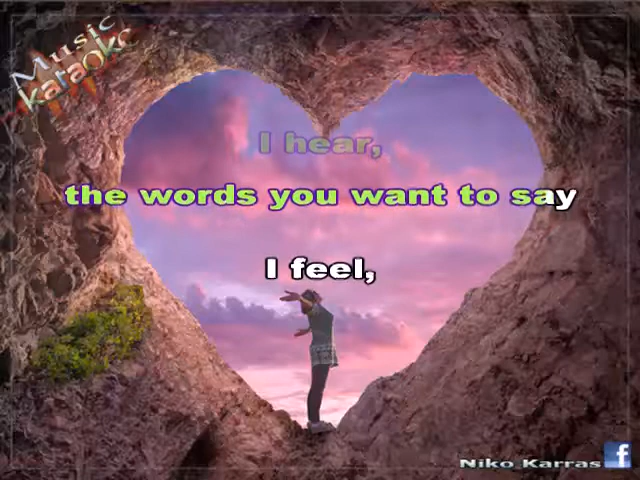 Music
karaoke
I hear,
the words you want to say
I feel,
Niko Karras f